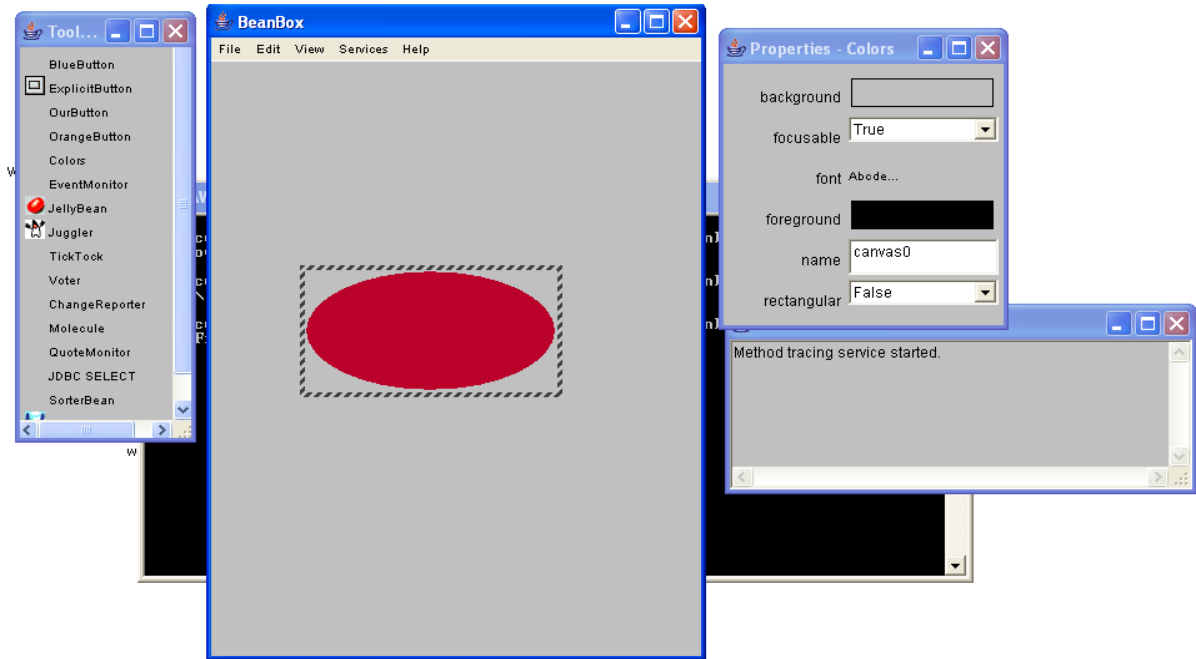 Tool...
BlueButton
ExplicitButton
OurButton
OrangeButton
Colors
EventMonitor
JellyBean
Juggler
TickTock
Voter
ChangeReporter
Molecule
QuoteMonitor
JDBC SELECT
SorterBean
BeanBox
File Edit View Services Help
Properties - Colors
background
focusable True
font Abcde...
foreground
name canvas0
rectangular False
Method tracing service started.